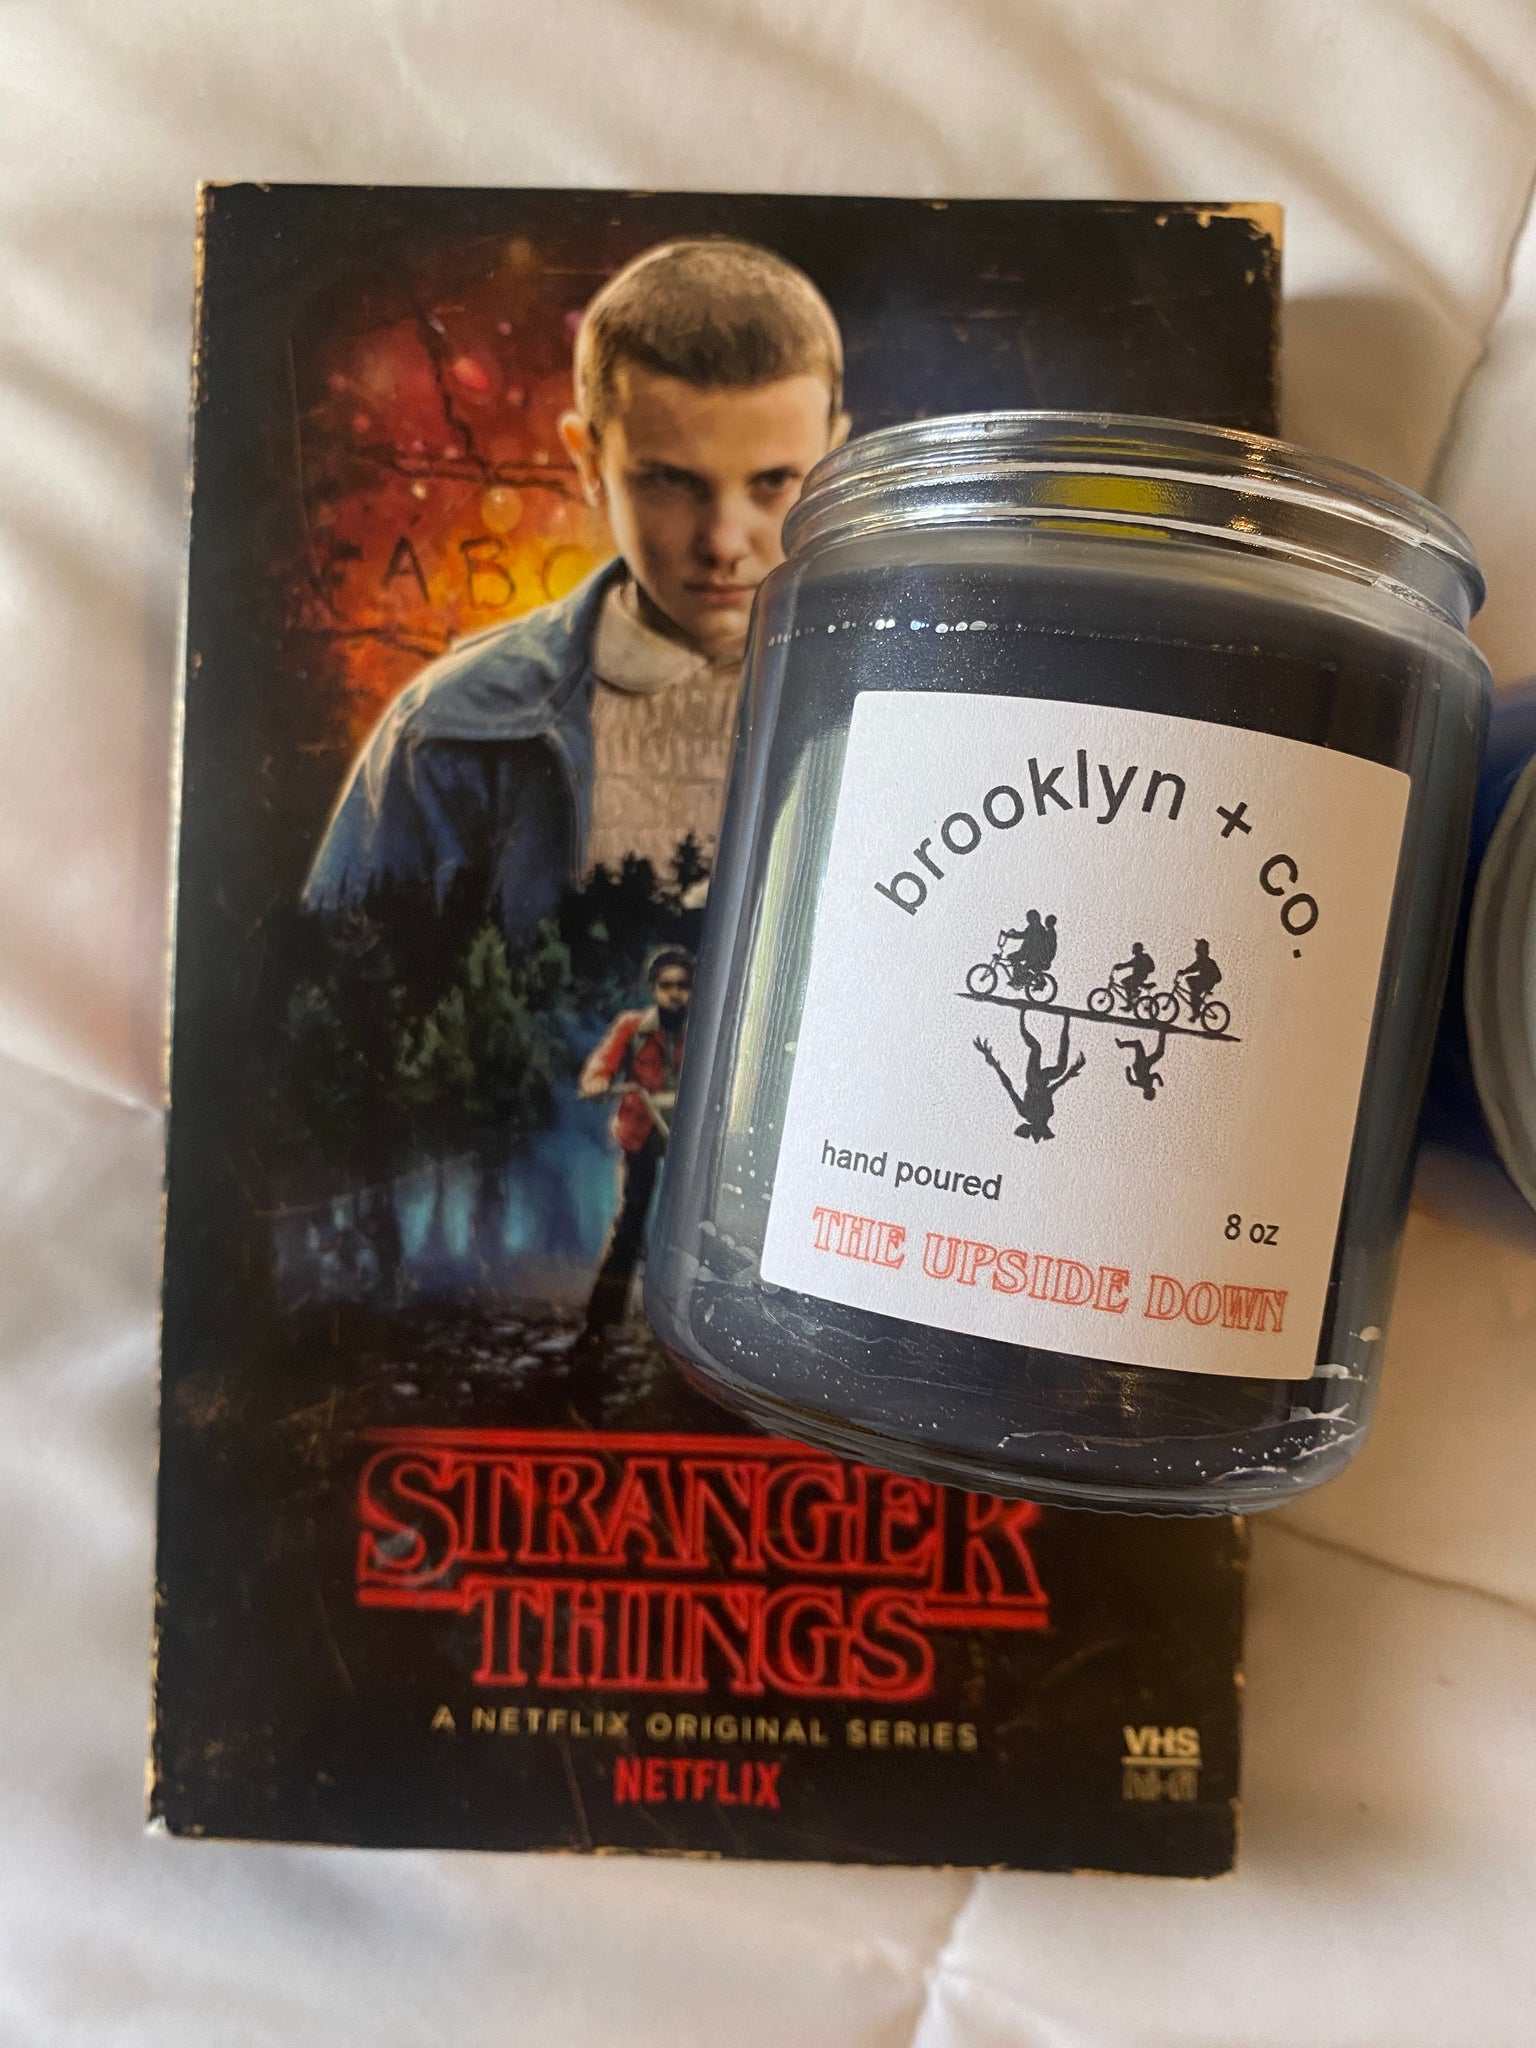 A B C
brooklyn + co.
hand poured
8 oz
THE UPSIDE DOWN
STRANGER
THINGS
A NETFLIX ORIGINAL SERIES
NETFLIX
VHS